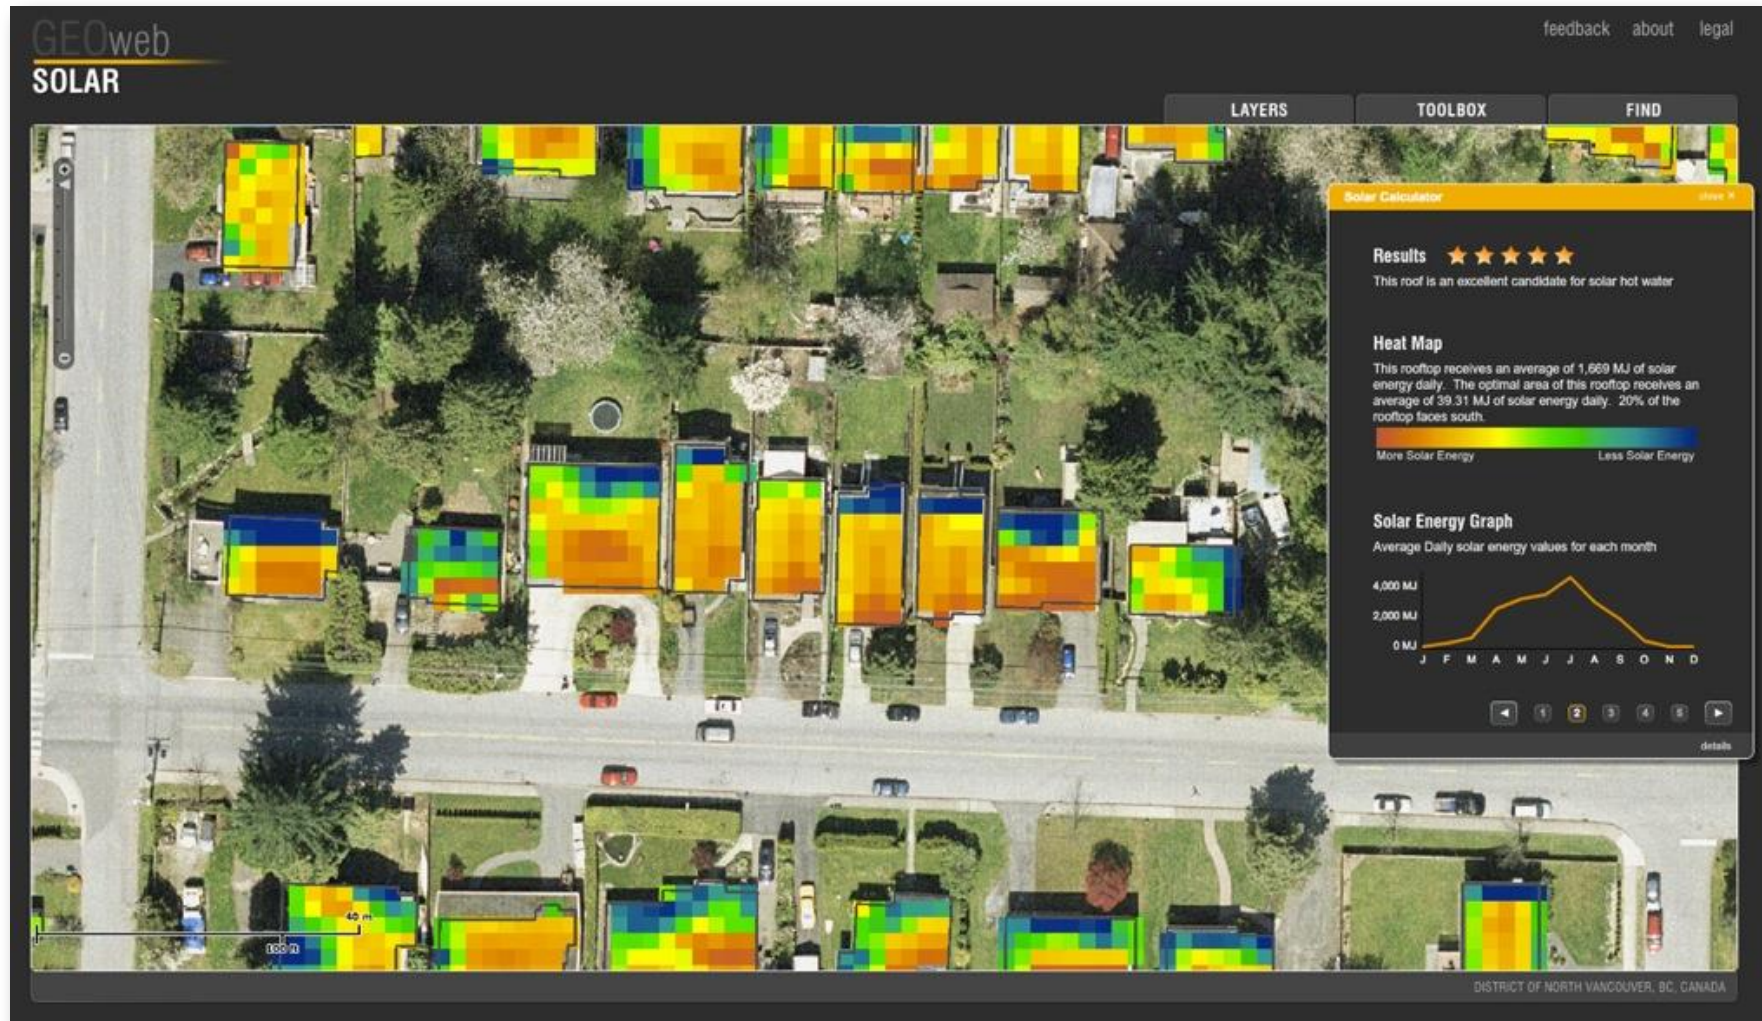 GEOweb
SOLAR
feedback about legal
LAYERS TOOLBOX FIND
Solar Calculator close ×
Results
This roof is an excellent candidate for solar hot water
Heat Map
This rooftop receives an average of 1,669 MJ of solar
energy daily. The optimal area of this rooftop receives an
average of 39.31 MJ of solar energy daily. 20% of the
rooftop faces south.
More Solar Energy Less Solar Energy
Solar Energy Graph
Average Daily solar energy values for each month
4,000 MJ
2,000 MJ
0 MJ
J F M A M J J A S O N D
1 2 3 4 5
details
40 m
100 ft
DISTRICT OF NORTH VANCOUVER, BC, CANADA